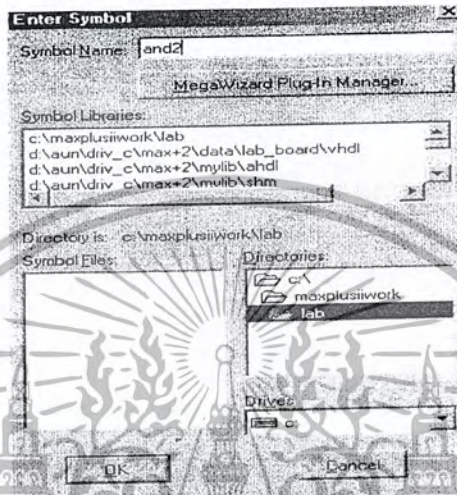 Enter Symbol
Symbol Name: and2
MegaWizard Plug-In Manager...
Symbol Libraries:
c:\maxplusiiwork\lab
d:\aun\driv_c\max+2\data\lab_board\vhdl
d:\aun\driv_c\max+2\mylib\ahdl
d:\aun\driv_c\max+2\mylib\shm
Directory is: c:\maxplusiiwork\lab
Symbol Files:
Directories:
c:\
maxplusiiwork
lab
Drives:
c:
OK
Cancel